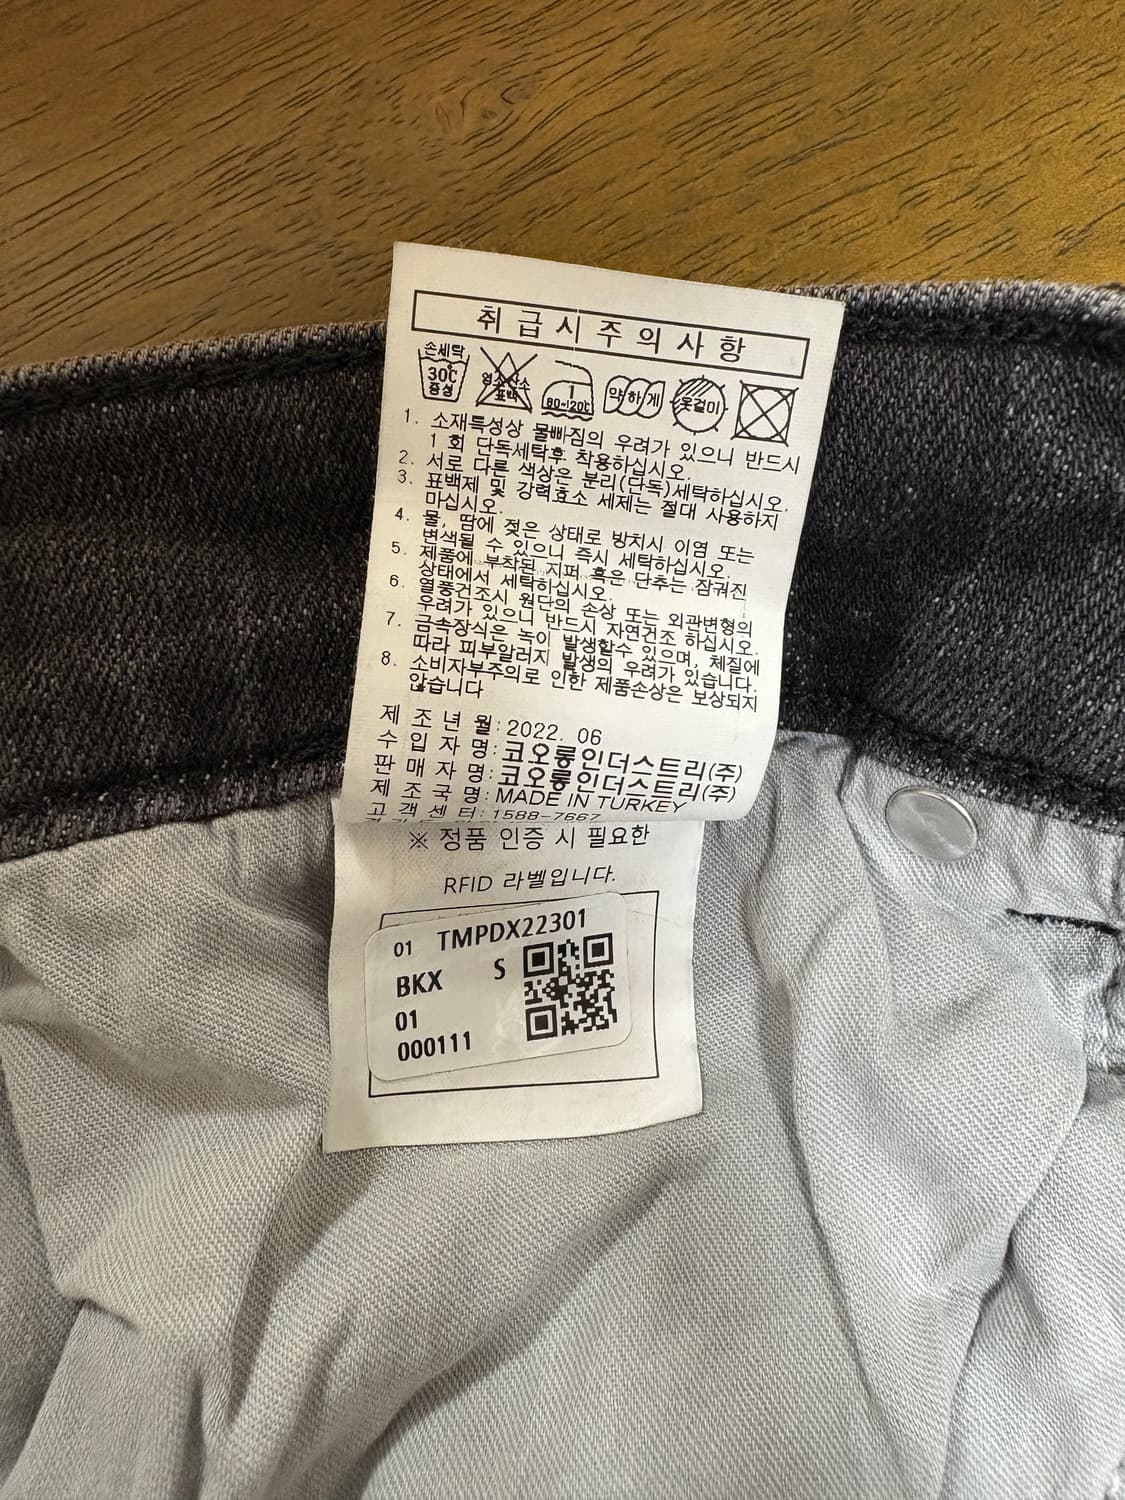 취급시주의사항
손세탁
30℃
중성
염소산소
표백
1
80~120℃
약하게
옷걸이
1. 소재특성상 물빠짐의 우려가 있으니 반드시
1 회 단독세탁후 착용하십시오.
2. 서로 다른 색상은 분리(단독)세탁하십시오.
3. 표백제 및 강력효소 세제는 절대 사용하지
마십시오.
4. 물, 땀에 젖은 상태로 방치시 이염 또는
변색될 수 있으니 즉시 세탁하십시오.
5. 제품에 부착된 지퍼 혹은 단추는 잠궈진
상태에서 세탁하십시오.
6. 열풍건조시 원단의 손상 또는 외관변형의
우려가 있으니 반드시 자연건조 하십시오.
7. 금속장식은 녹이 발생할수 있으며, 체질에
따라 피부알러지 발생의 우려가 있습니다.
8. 소비자부주의로 인한 제품손상은 보상되지
않습니다
제 조 년 월: 2022. 06
수 입 자 명: 코오롱인더스트리(주)
판 매 자 명: 코오롱인더스트리(주)
제 조 국 명: MADE IN TURKEY
고 객 센 터: 1588-7667
※ 정품 인증 시 필요한
RFID 라벨입니다.
01 TMPDX22301
BKX S
01
000111